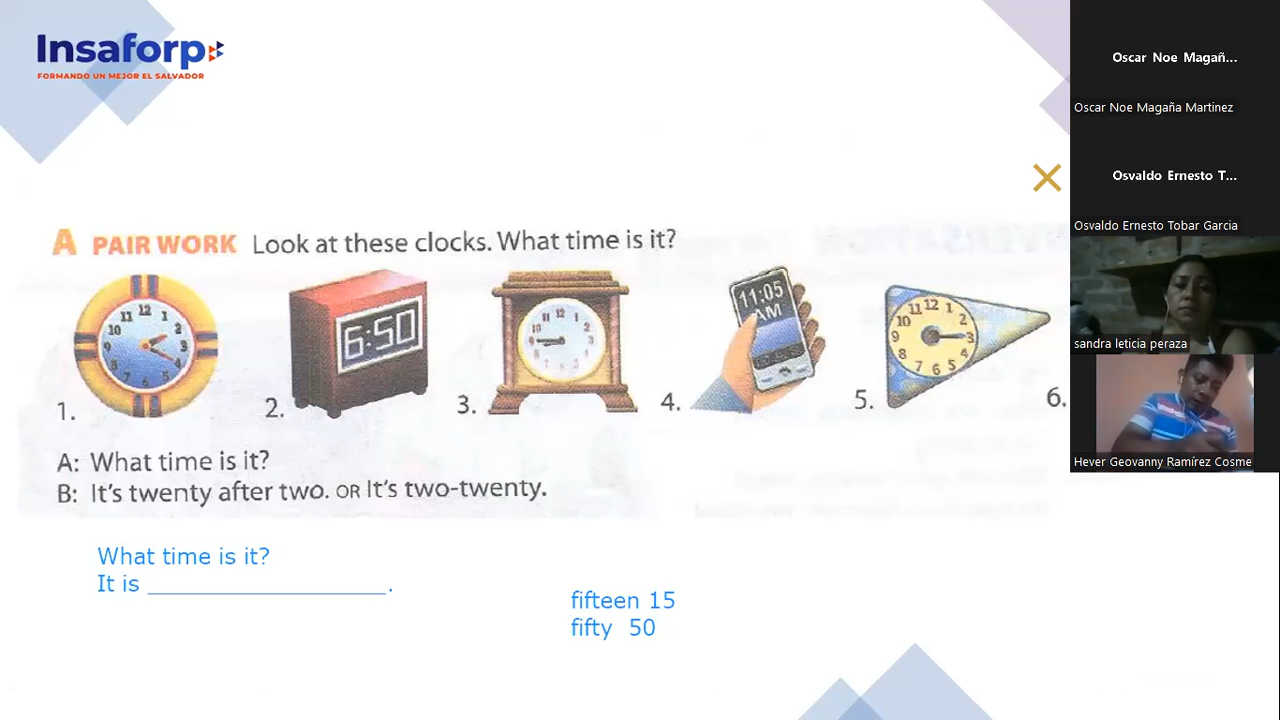 Insaforp
FORMANDO UN MEJOR EL SALVADOR
A PAIR WORK Look at these clocks. What time is it?
1.
2.
6:50
3.
4.
11:05
AM
5.
6.
A: What time is it?
B: It's twenty after two. OR It's two-twenty.
What time is it?
It is ____________________.
fifteen 15
fifty 50
Oscar Noe Magañ...
Oscar Noe Magaña Martinez
Osvaldo Ernesto T...
Osvaldo Ernesto Tobar Garcia
sandra leticia peraza
Hever Geovanny Ramírez Cosme